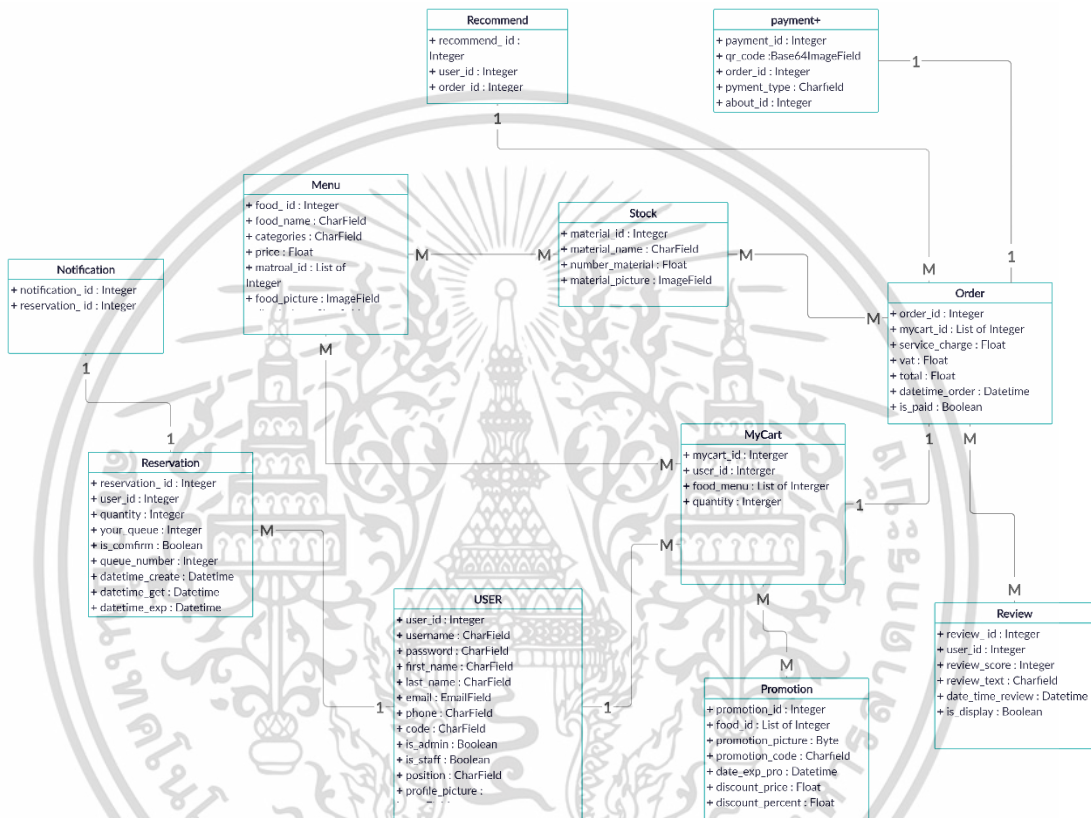 Recommend
+ recommend_ id :
Integer
+ user_id : Integer
+ order_id : Integer
payment+
+ payment_id : Integer
+ qr_code :Base64ImageField
+ order_id : Integer
+ pyment_type : Charfield
+ about_id : Integer
1
1
Menu
+ food_ id : Integer
+ food_name : CharField
+ categories : CharField
+ price : Float
+ matroal_id : List of
Integer
+ food_picture : ImageField
M
M
Stock
+ material_id : Integer
+ material_name : CharField
+ number_material : Float
+ material_picture : ImageField
M
M
1
M
Notification
+ notification_ id : Integer
+ reservation_ id : Integer
1
1
Order
+ order_id : Integer
+ mycart_id : List of Integer
+ service_charge : Float
+ vat : Float
+ total : Float
+ datetime_order : Datetime
+ is_paid : Boolean
M
1
M
M
MyCart
+ mycart_id : Interger
+ user_id : Interger
+ food_menu : List of Interger
+ quantity : Interger
M
1
M
M
Reservation
+ reservation_ id : Integer
+ user_id : Integer
+ quantity : Integer
+ your_queue : Integer
+ is_comfirm : Boolean
+ queue_number : Integer
+ datetime_create : Datetime
+ datetime_get : Datetime
+ datetime_exp : Datetime
M
1
USER
+ user_id : Integer
+ username : CharField
+ password : CharField
+ first_name : CharField
+ last_name : CharField
+ email : EmailField
+ phone : CharField
+ code : CharField
+ is_admin : Boolean
+ is_staff : Boolean
+ position : CharField
+ profile_picture :
1
M
Promotion
+ promotion_id : Integer
+ food_id : List of Integer
+ promotion_picture : Byte
+ promotion_code : Charfield
+ date_exp_pro : Datetime
+ discount_price : Float
+ discount_percent : Float
Review
+ review_ id : Integer
+ user_id : Integer
+ review_score : Integer
+ review_text : Charfield
+ date_time_review : Datetime
+ is_display : Boolean